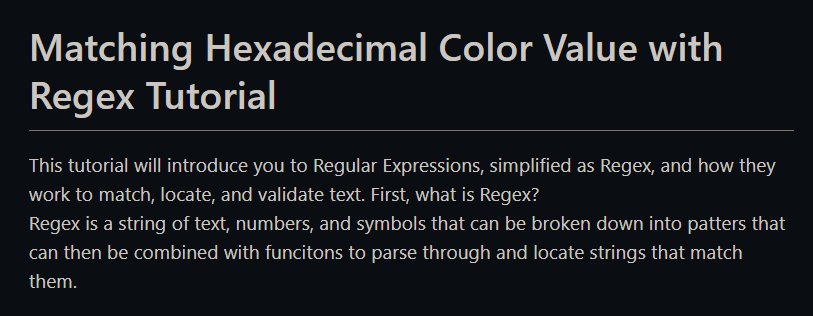 Matching Hexadecimal Color Value with
Regex Tutorial
This tutorial will introduce you to Regular Expressions, simplified as Regex, and how they
work to match, locate, and validate text. First, what is Regex?
Regex is a string of text, numbers, and symbols that can be broken down into patters that
can then be combined with funcitons to parse through and locate strings that match
them.